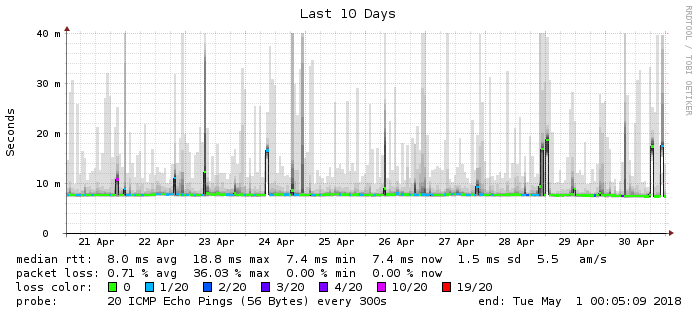 Last 10 Days
RRDTOOL / TOBI OETIKER
Seconds
40 m
30 m
20 m
10 m
0
21 Apr 22 Apr 23 Apr 24 Apr 25 Apr 26 Apr 27 Apr 28 Apr 29 Apr 30 Apr
median rtt: 8.0 ms avg 18.8 ms max 7.4 ms min 7.4 ms now 1.5 ms sd 5.5 am/s
packet loss: 0.71 % avg 36.03 % max 0.00 % min 0.00 % now
loss color: 0 1/20 2/20 3/20 4/20 10/20 19/20
probe: 20 ICMP Echo Pings (56 Bytes) every 300s end: Tue May 1 00:05:09 2018